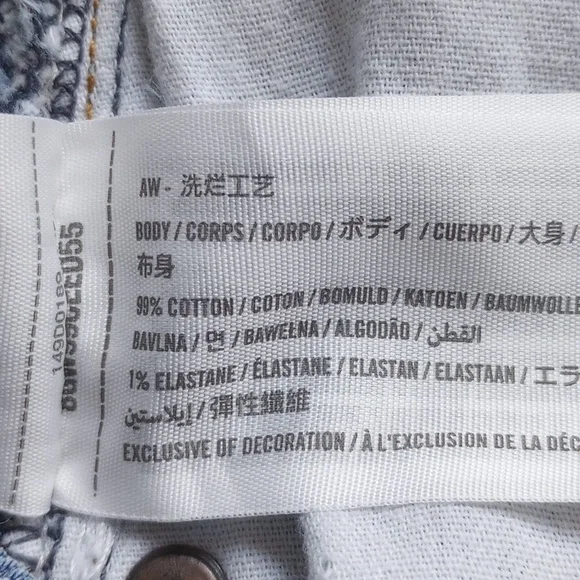 AW - 洗烂工艺
BODY / CORPS / CORPO / ボディ / CUERPO / 大身 /
布身
99% COTTON / COTON / BOMULD / KATOEN / BAUMWOLLE
BAVLNA / 면 / BAWEŁNA / ALGODÃO / القطن
1% ELASTANE / ÉLASTANE / ELASTAN / ELASTAAN / エラ
إيلاستين / 彈性纖維
EXCLUSIVE OF DECORATION / À L'EXCLUSION DE LA DÉC